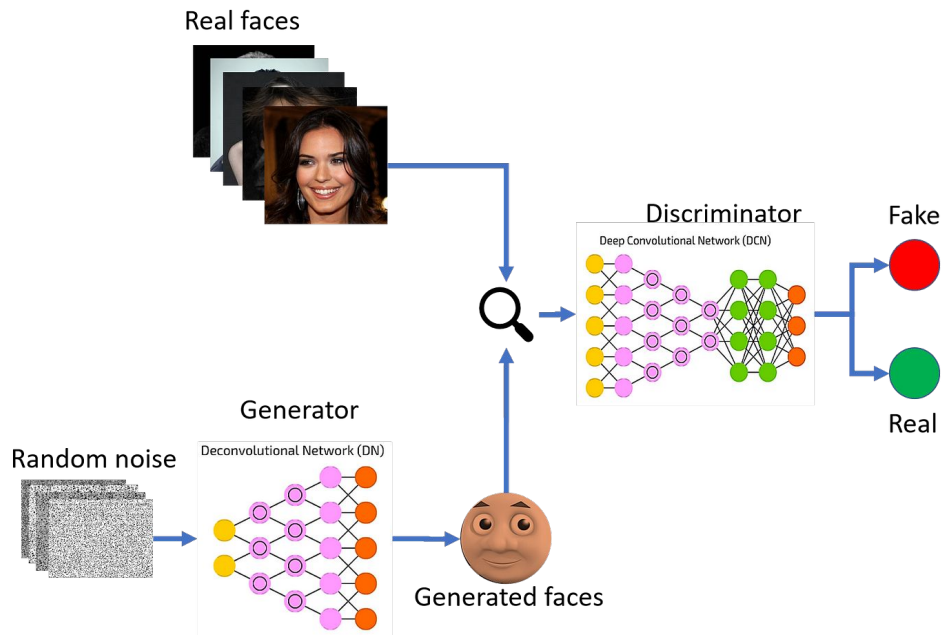 Real faces
Discriminator
Fake
Deep Convolutional Network (DCN)
Generator
Real
Deconvolutional Network (DN)
Random noise
Generated faces